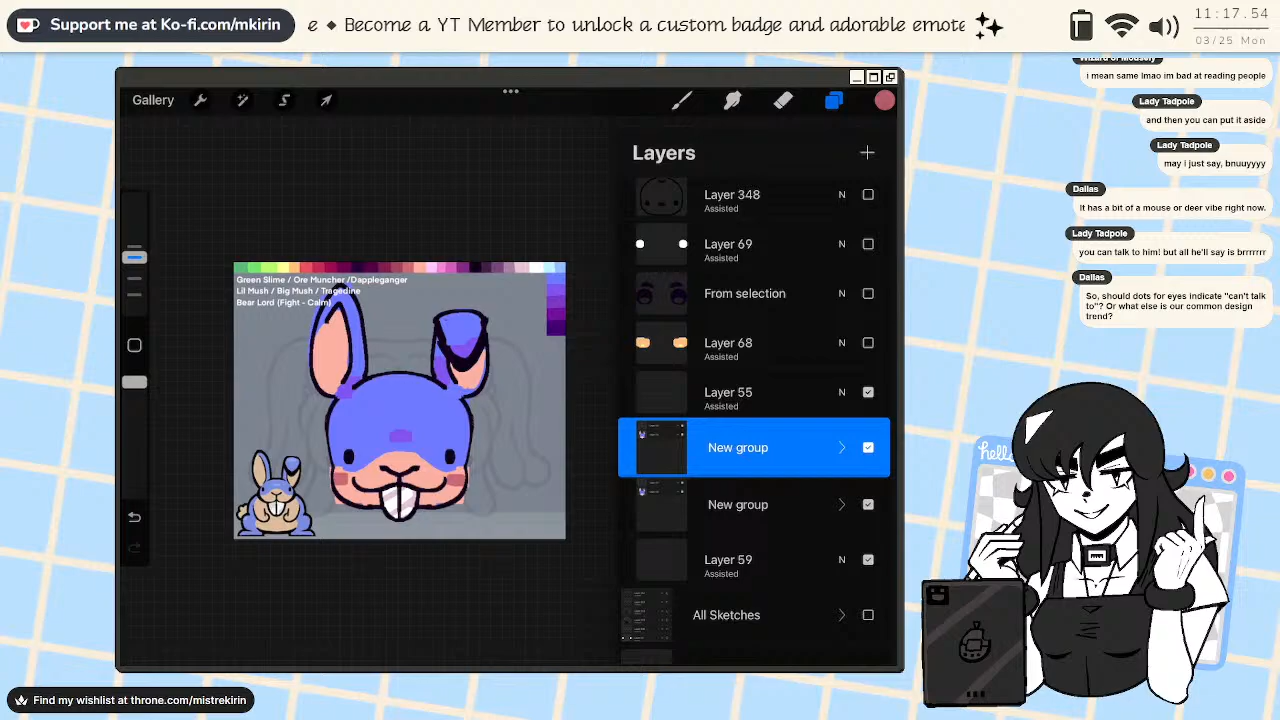 Support me at Ko-fi.com/mkirin
e ◆ Become a YT Member to unlock a custom badge and adorable emote
11:17.54
03/25 Mon
Gallery
Layers
Layer 348
N
Assisted
Layer 69
N
Assisted
From selection
N
Layer 68
N
Assisted
Layer 55
N
Assisted
New group
New group
Layer 59
N
Assisted
All Sketches
Green Slime / Ore Muncher /Dappleganger
Lil Mush / Big Mush / Tragedine
Bear Lord (Fight - Calm)
i mean same lmao im bad at reading people
Lady Tadpole
and then you can put it aside
Lady Tadpole
may i just say, bruuyyyy
Dallas
It has a bit of a mouse or deer vibe right now.
Lady Tadpole
you can talk to him! but all he'll say is brrrrrr
Dallas
So, should dots for eyes indicate "can't talk
to"? Or what else is our common design
trend?
hello
Find my wishlist at throne.com/mistrekirin